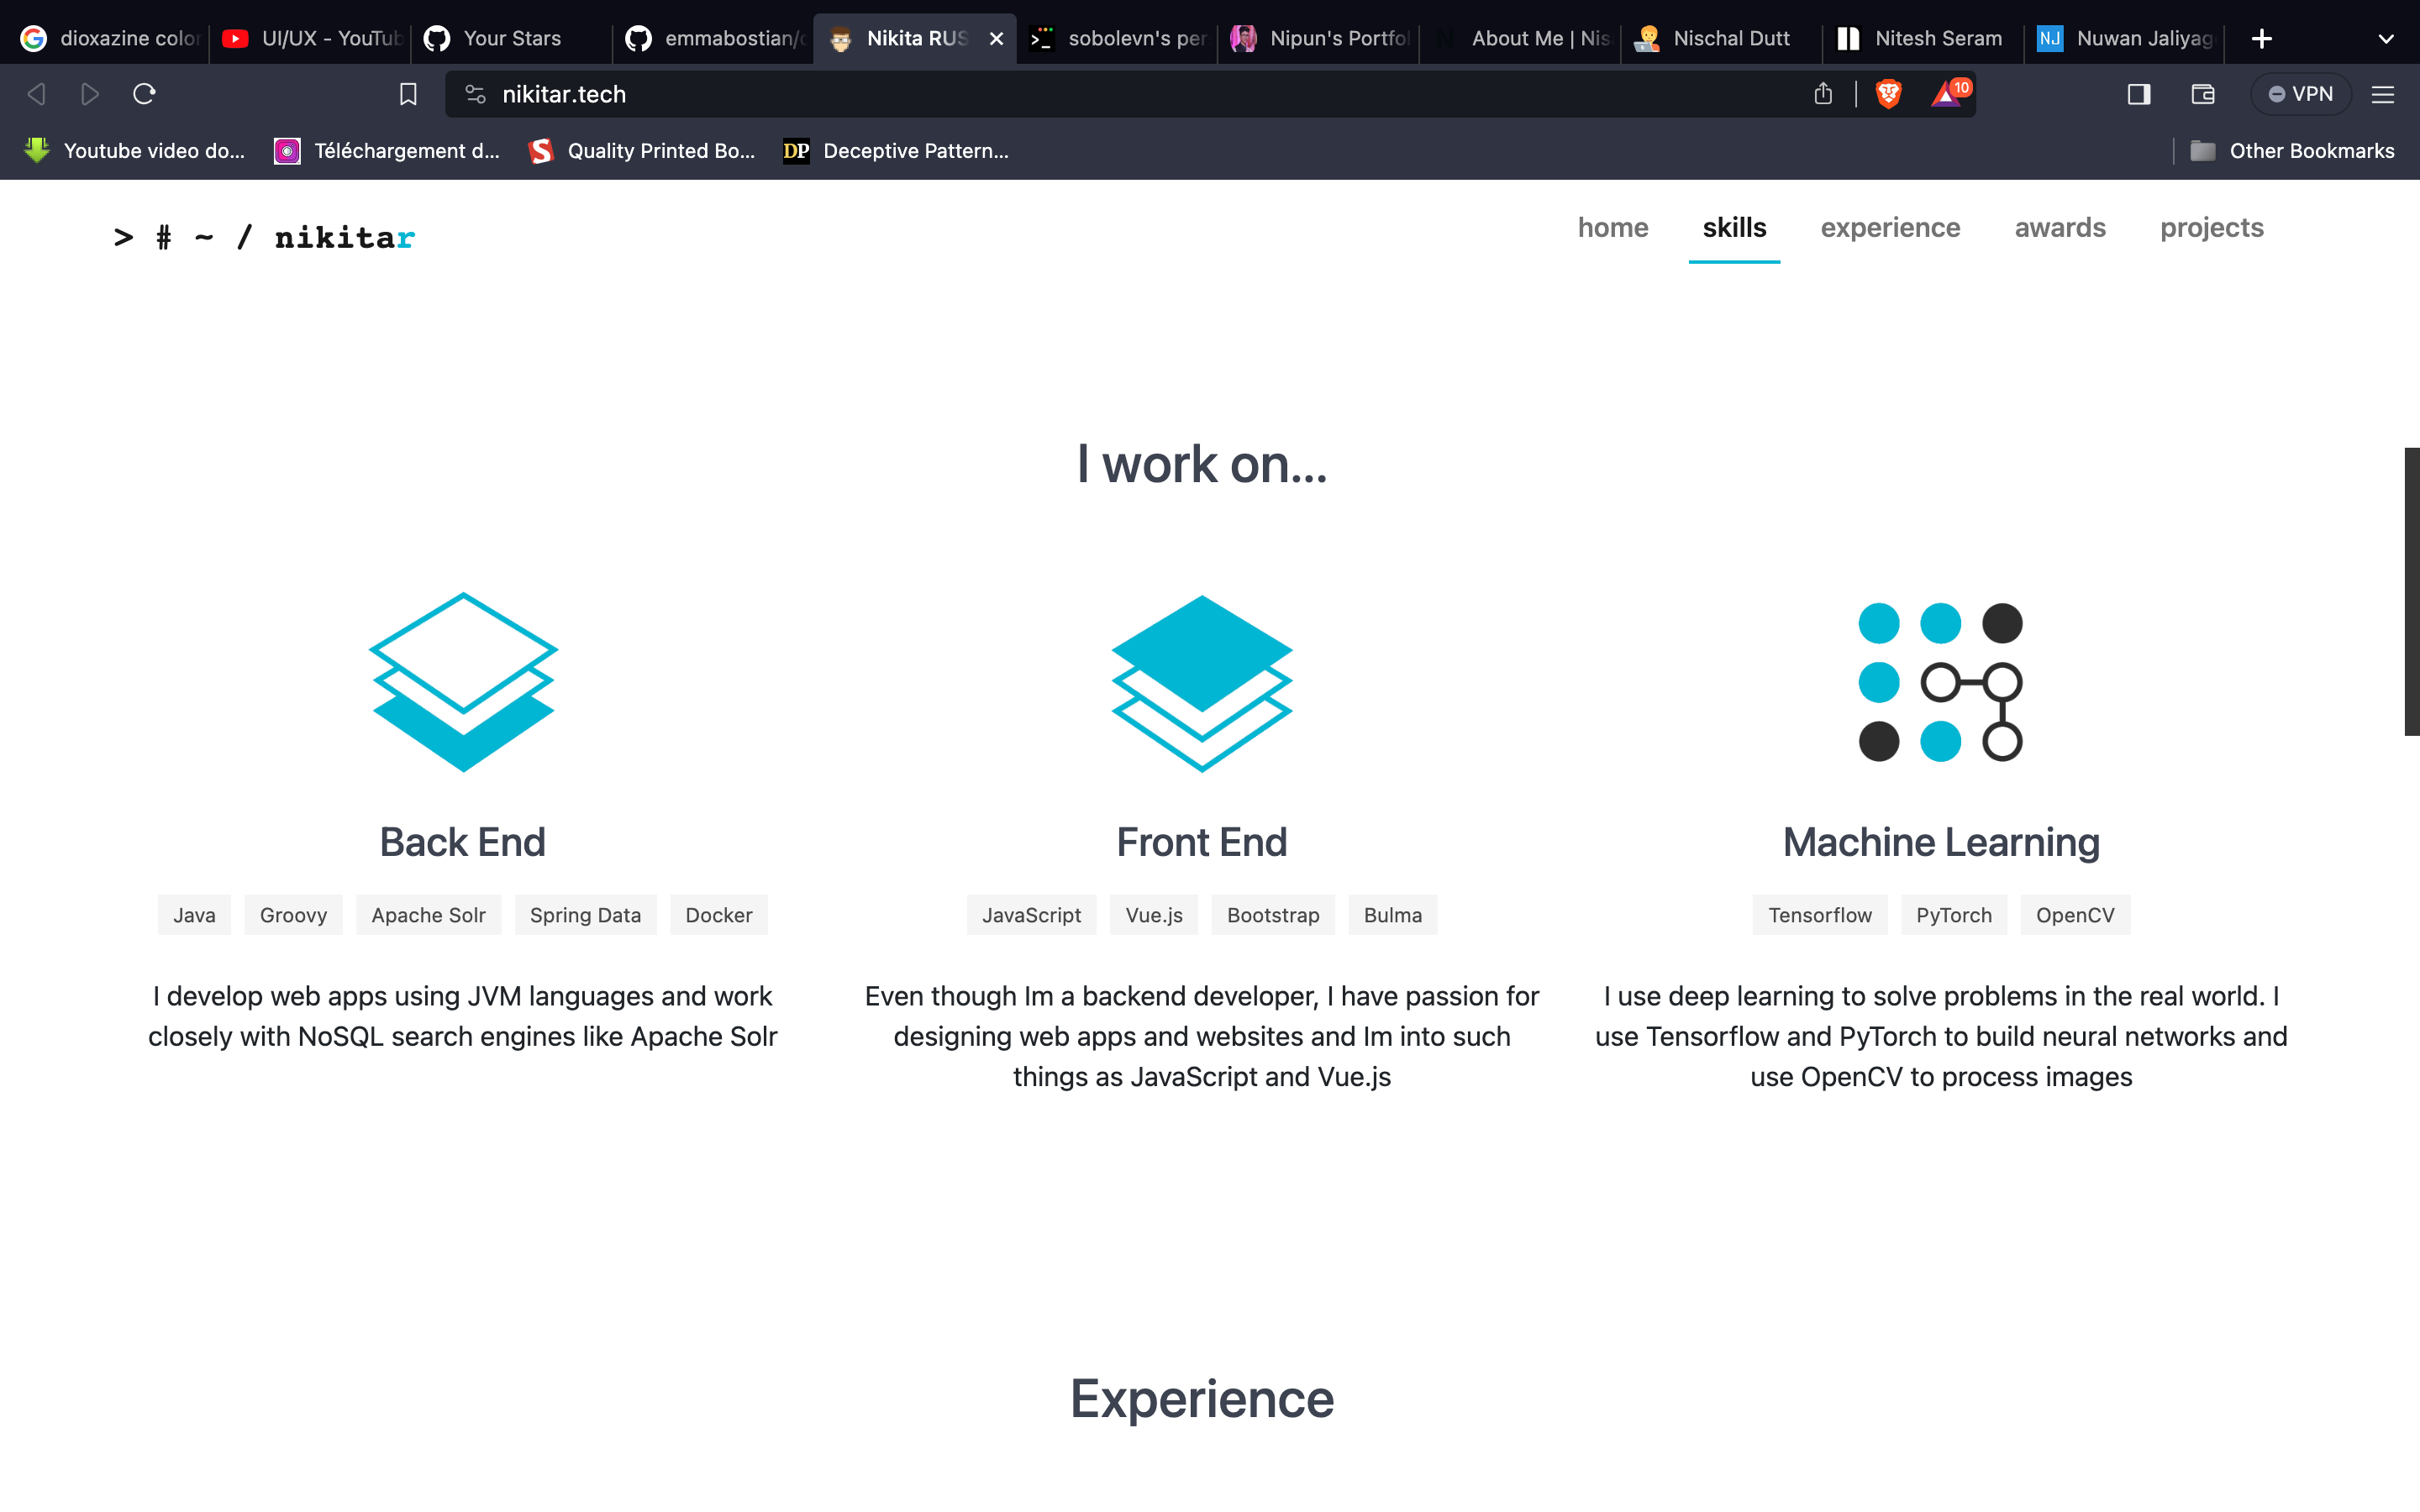 dioxazine color
UI/UX - YouTub
Your Stars
emmabostian/
Nikita RUS
sobolevn's per
Nipun's Portfol
About Me | Nis
Nischal Dutt
Nitesh Seram
NJ
Nuwan Jaliyag
nikitar.tech
10
VPN
Youtube video do...
Téléchargement d...
S
Quality Printed Bo...
DP
Deceptive Pattern...
Other Bookmarks
> # ~ / nikitar
home
skills
experience
awards
projects
I work on...
Back End
Java
Groovy
Apache Solr
Spring Data
Docker
I develop web apps using JVM languages and work
closely with NoSQL search engines like Apache Solr
Front End
JavaScript
Vue.js
Bootstrap
Bulma
Even though Im a backend developer, I have passion for
designing web apps and websites and Im into such
things as JavaScript and Vue.js
Machine Learning
Tensorflow
PyTorch
OpenCV
I use deep learning to solve problems in the real world. I
use Tensorflow and PyTorch to build neural networks and
use OpenCV to process images
Experience